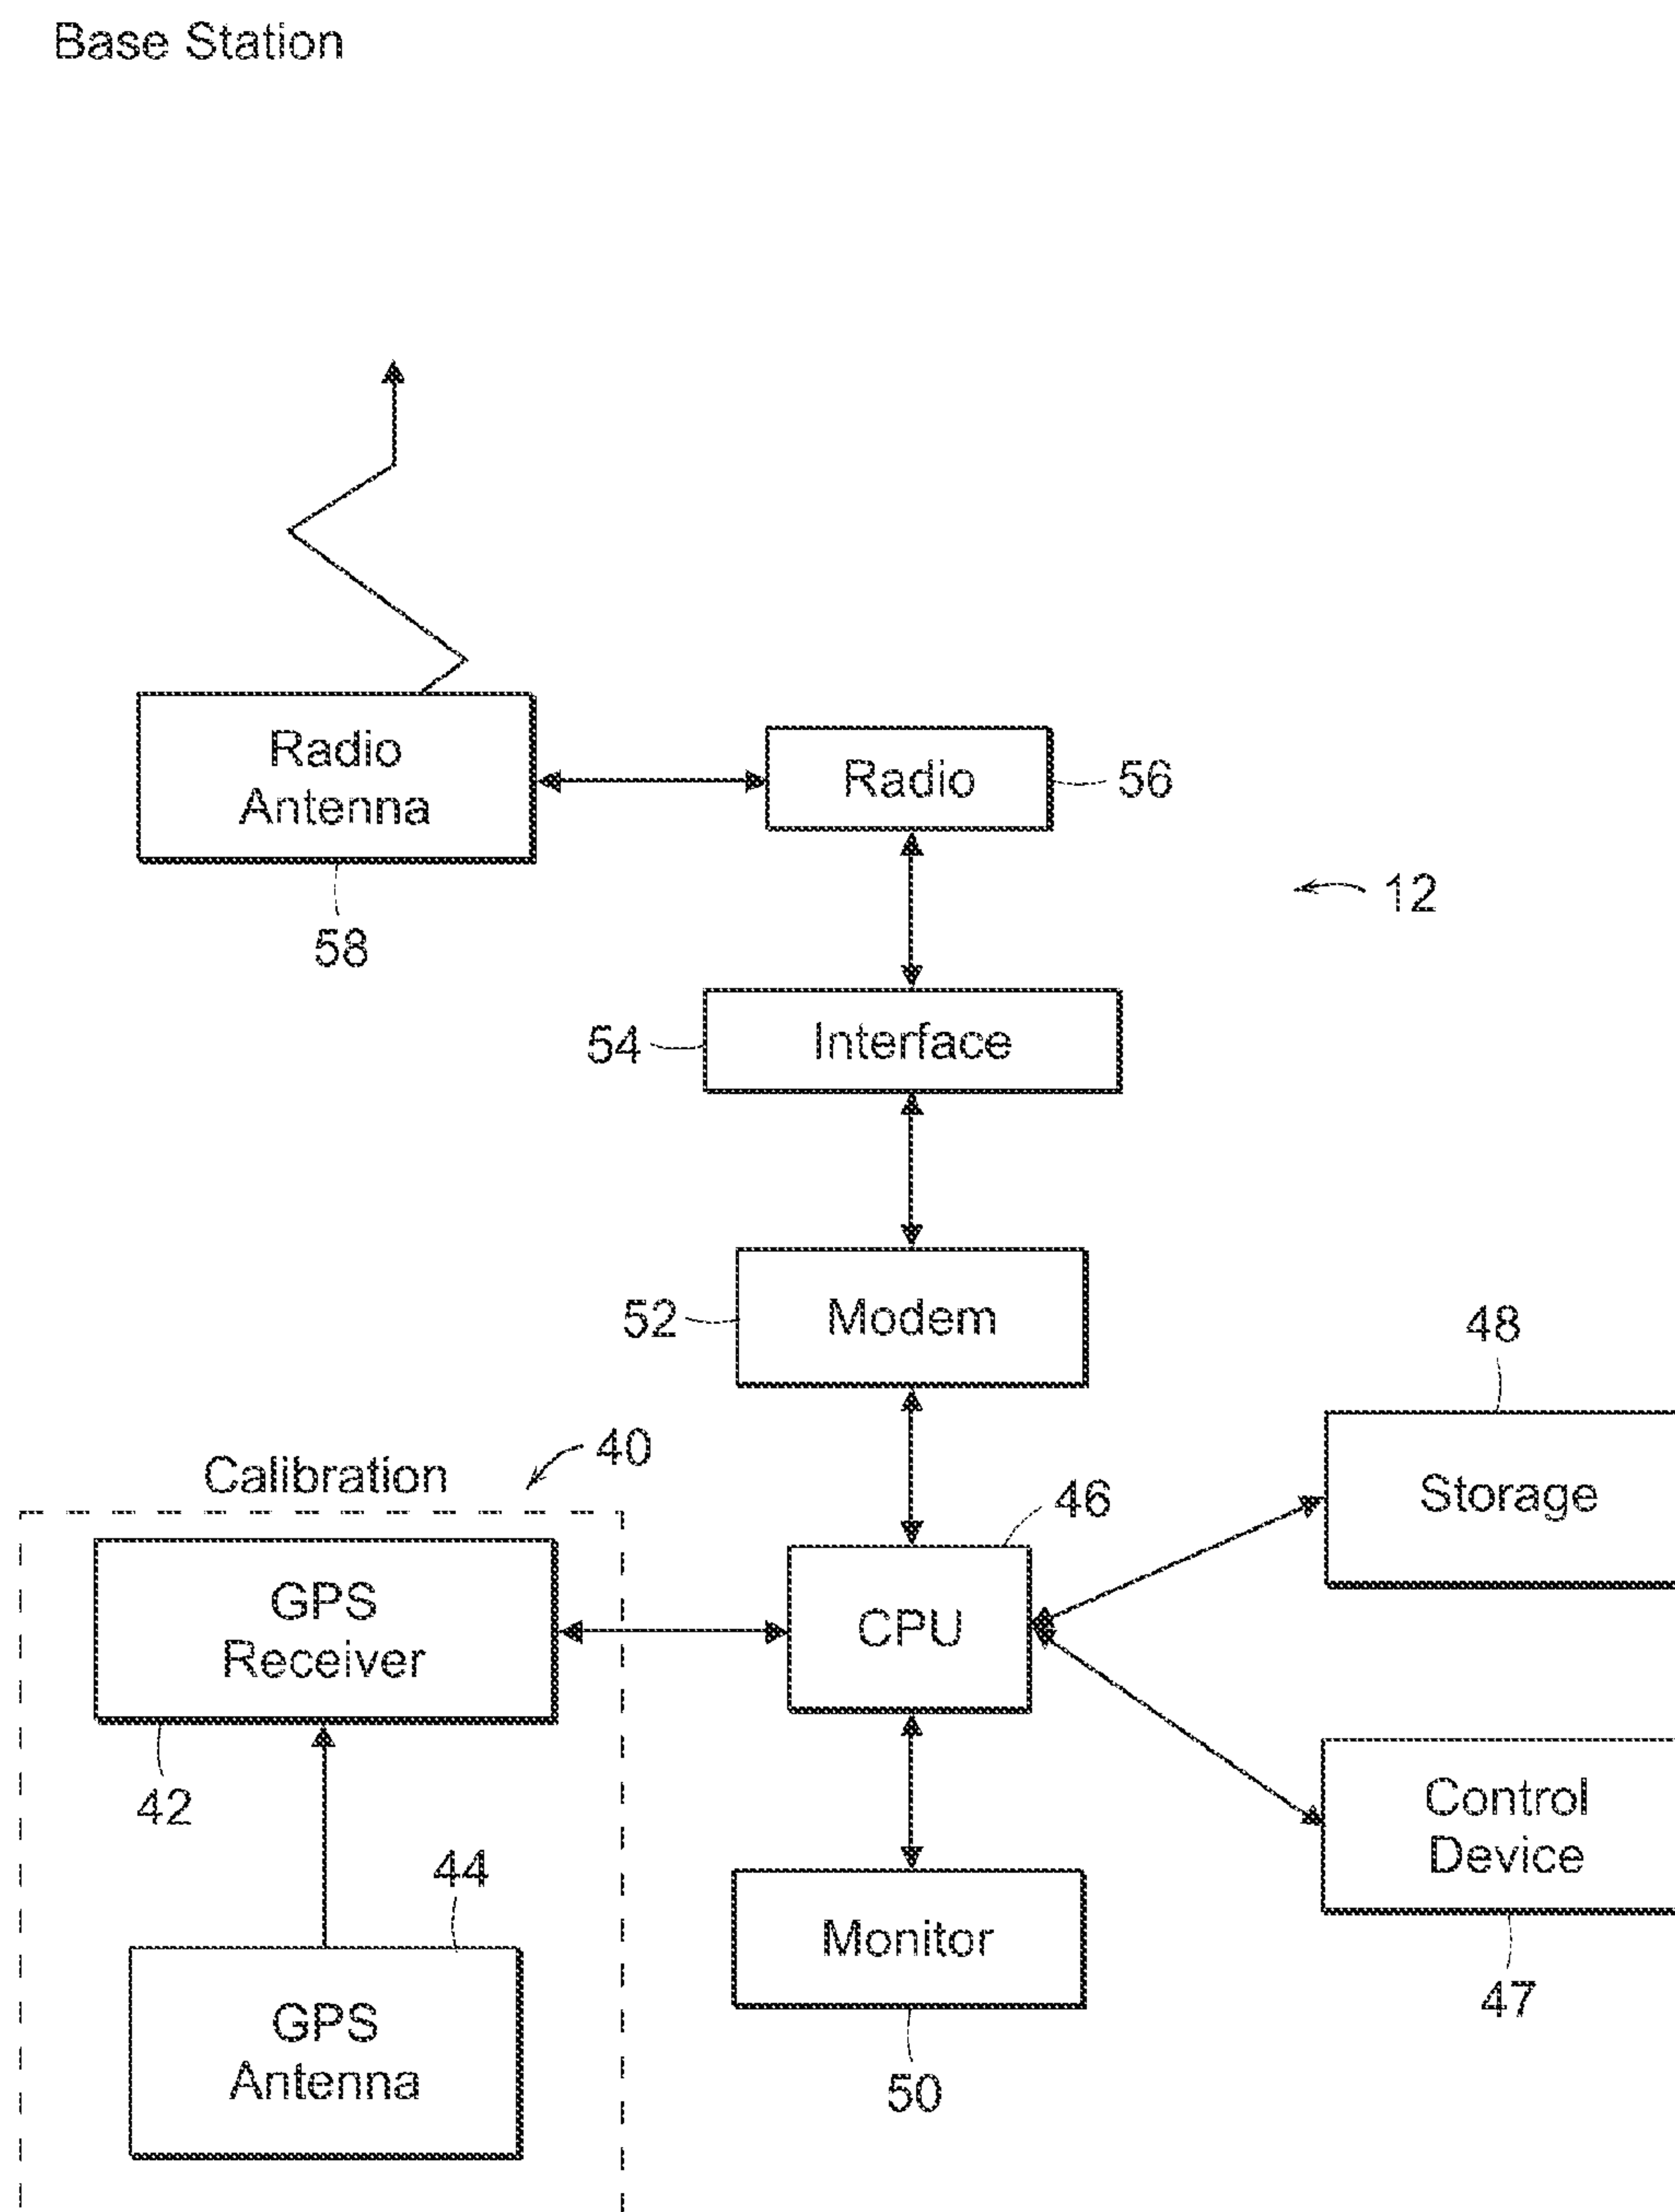 Base Station
Radio
Antenna
58
Radio
56
12
54
Interface
52
Modem
48
Storage
Calibration
40
46
GPS
Receiver
42
CPU
Control
Device
47
44
GPS
Antenna
Monitor
50